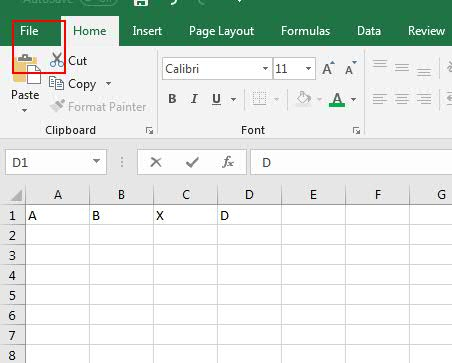 AutoSave Off
File Home Insert Page Layout Formulas Data Review
Cut
Copy
Format Painter
Paste
Clipboard
Calibri 11 A A
B I U A
Font
D1 fx D
A B C D E F G
1 A B X D
2
3
4
5
6
7
8